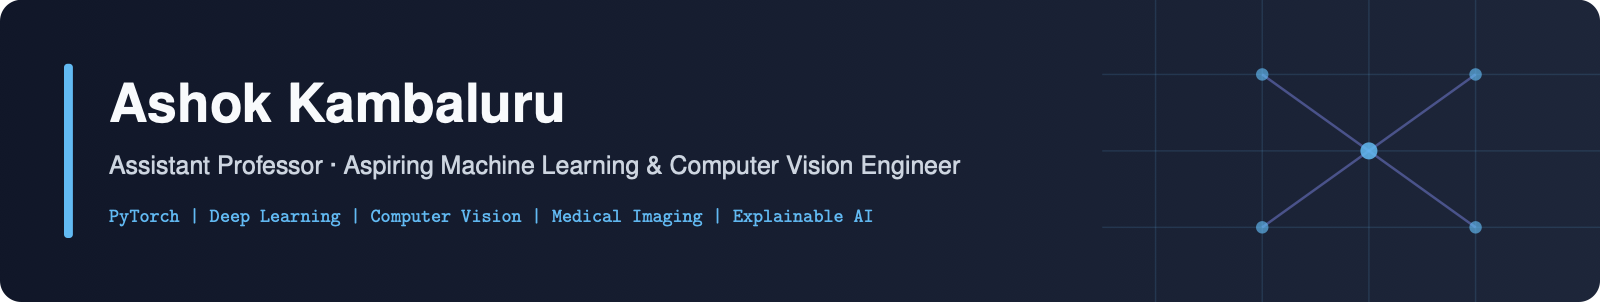 Ashok Kambaluru
Assistant Professor · Aspiring Machine Learning & Computer Vision Engineer
PyTorch | Deep Learning | Computer Vision | Medical Imaging | Explainable AI